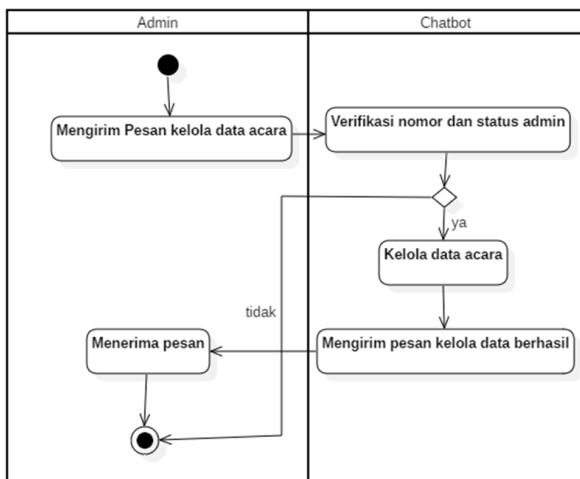 Admin
Chatbot
Mengirim Pesan kelola data acara
Verifikasi nomor dan status admin
ya
Kelola data acara
tidak
Menerima pesan
Mengirim pesan kelola data berhasil